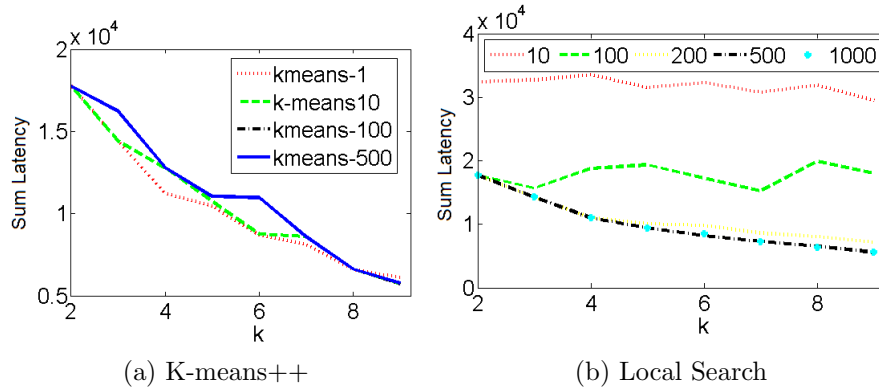 x 10^4
2
1.5
1
0.5
Sum Latency
2 4 6 8
k
kmeans-1
k-means10
kmeans-100
kmeans-500
(a) K-means++
x 10^4
4
3
2
1
0
Sum Latency
2 4 6 8
k
10 100 200 500 1000
(b) Local Search